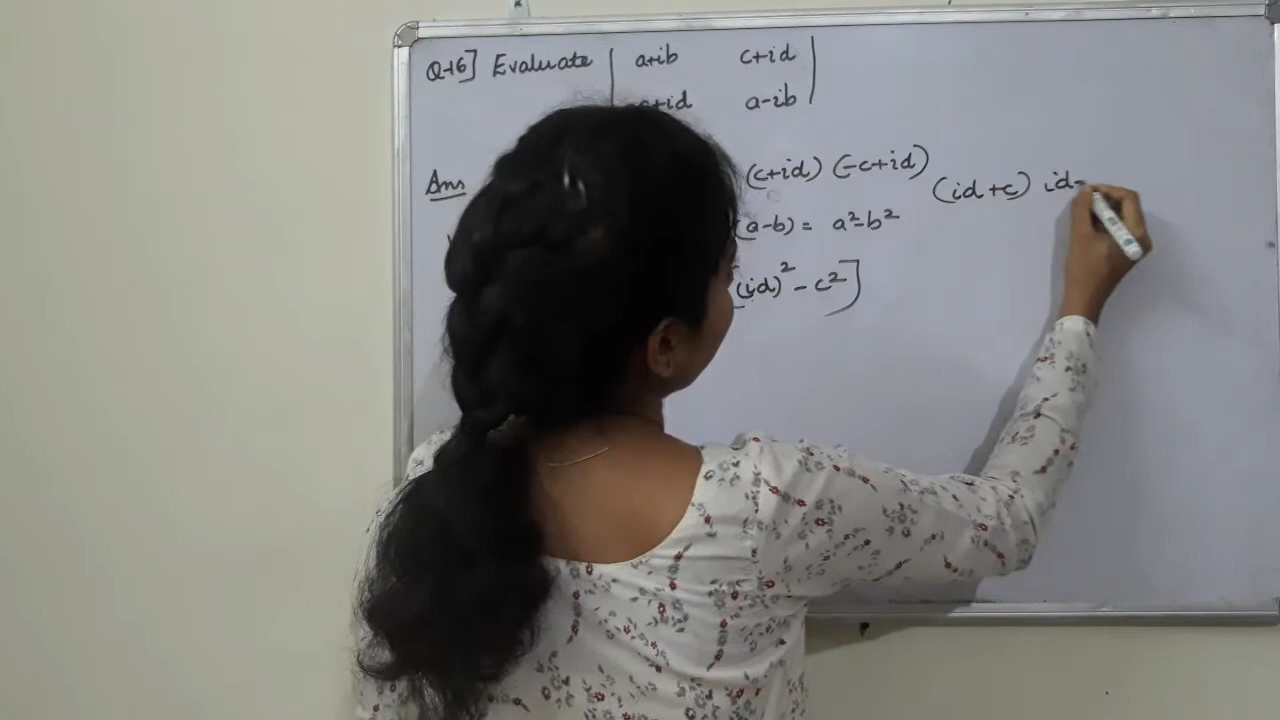 Q-16] Evaluate | a+ib c+id |
+id a-ib
Ans (c+id) (-c+id) (id+c) id-
(a-b) = a²-b²
(id)² - c²]